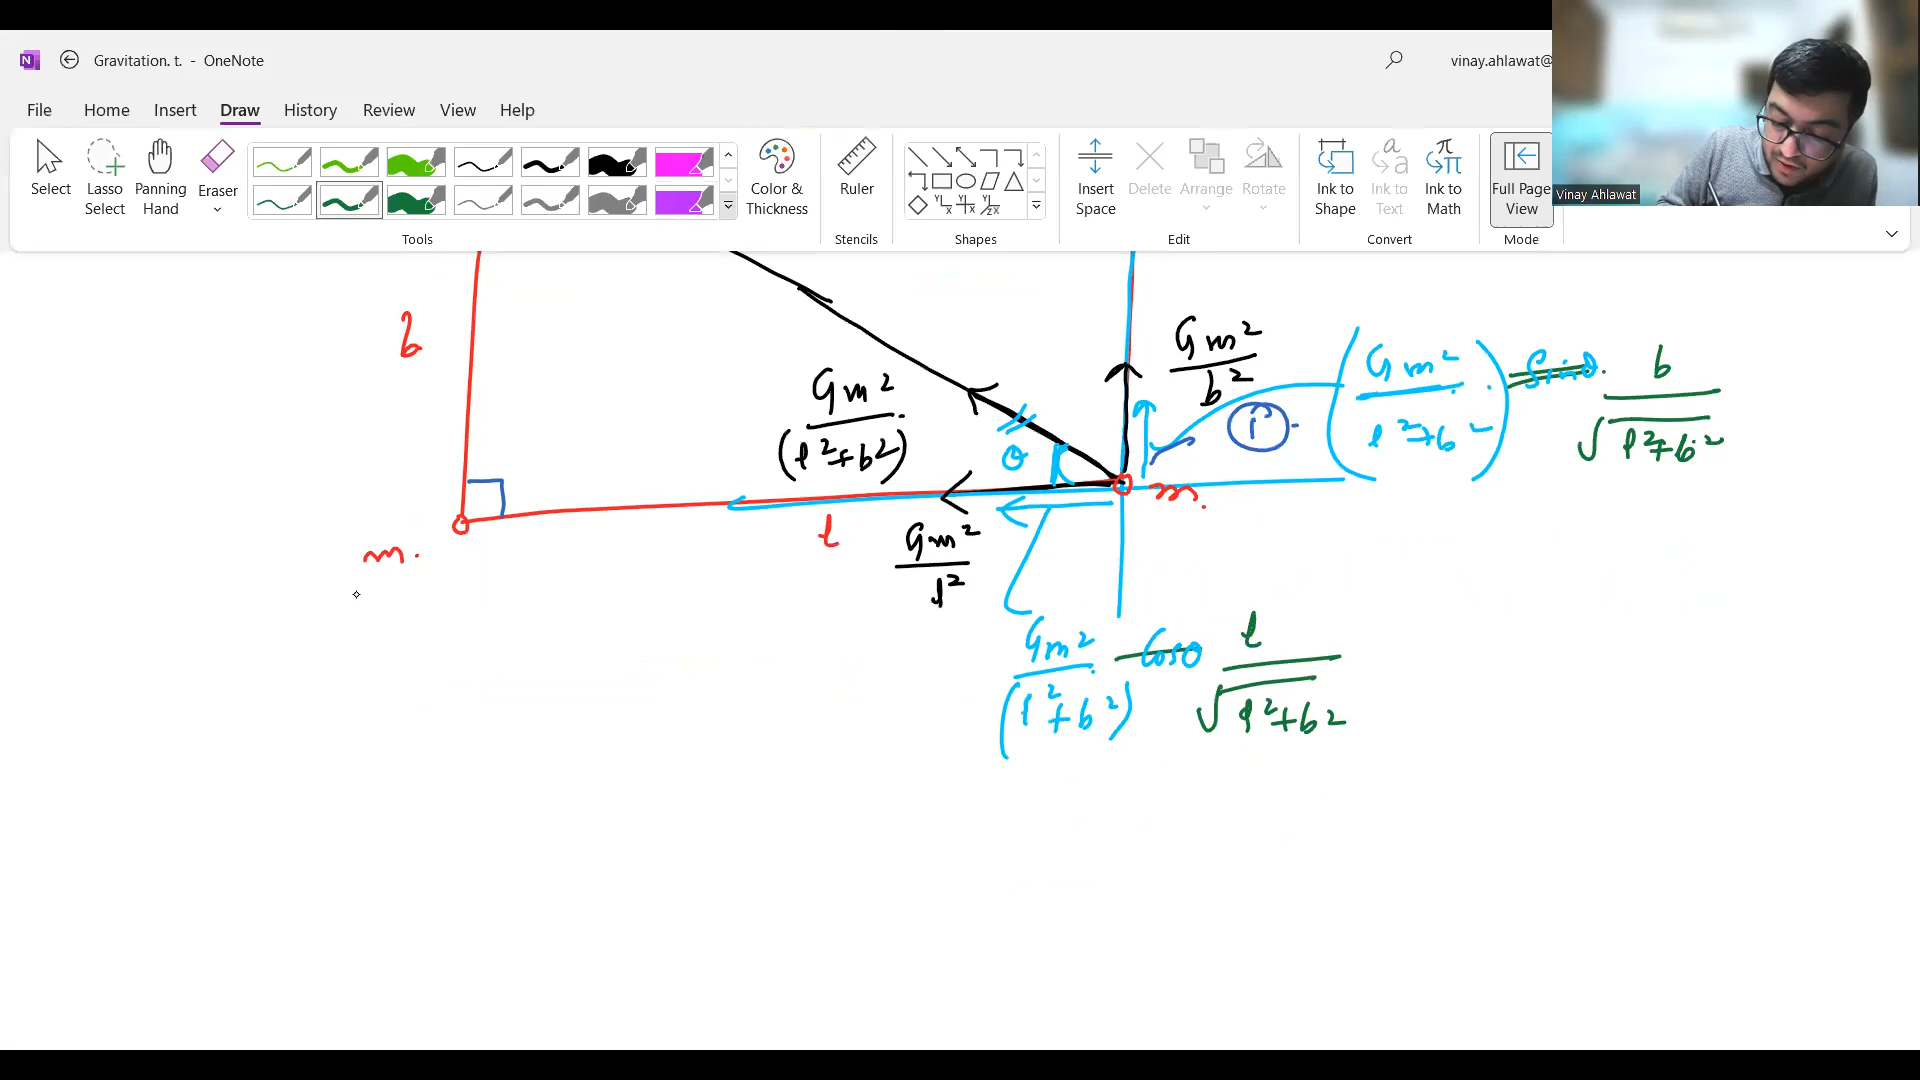 Gravitation. t. - OneNote
vinay.ahlawat@
File Home Insert Draw History Review View Help
Select
Lasso Select
Panning Hand
Eraser
Color & Thickness
Ruler
Insert Space
Delete
Arrange
Rotate
Ink to Shape
Ink to Text
Ink to Math
Full Page View
Tools Stencils Shapes Edit Convert Mode
Vinay Ahlawat
b
Gm²/b²
(Gm²/l²+b²) . sinθ . b/√l²+b²
Gm²/(l²+b²)
θ
m.
l
m.
Gm²/l²
Gm²/(l²+b²) cosθ l/√l²+b²